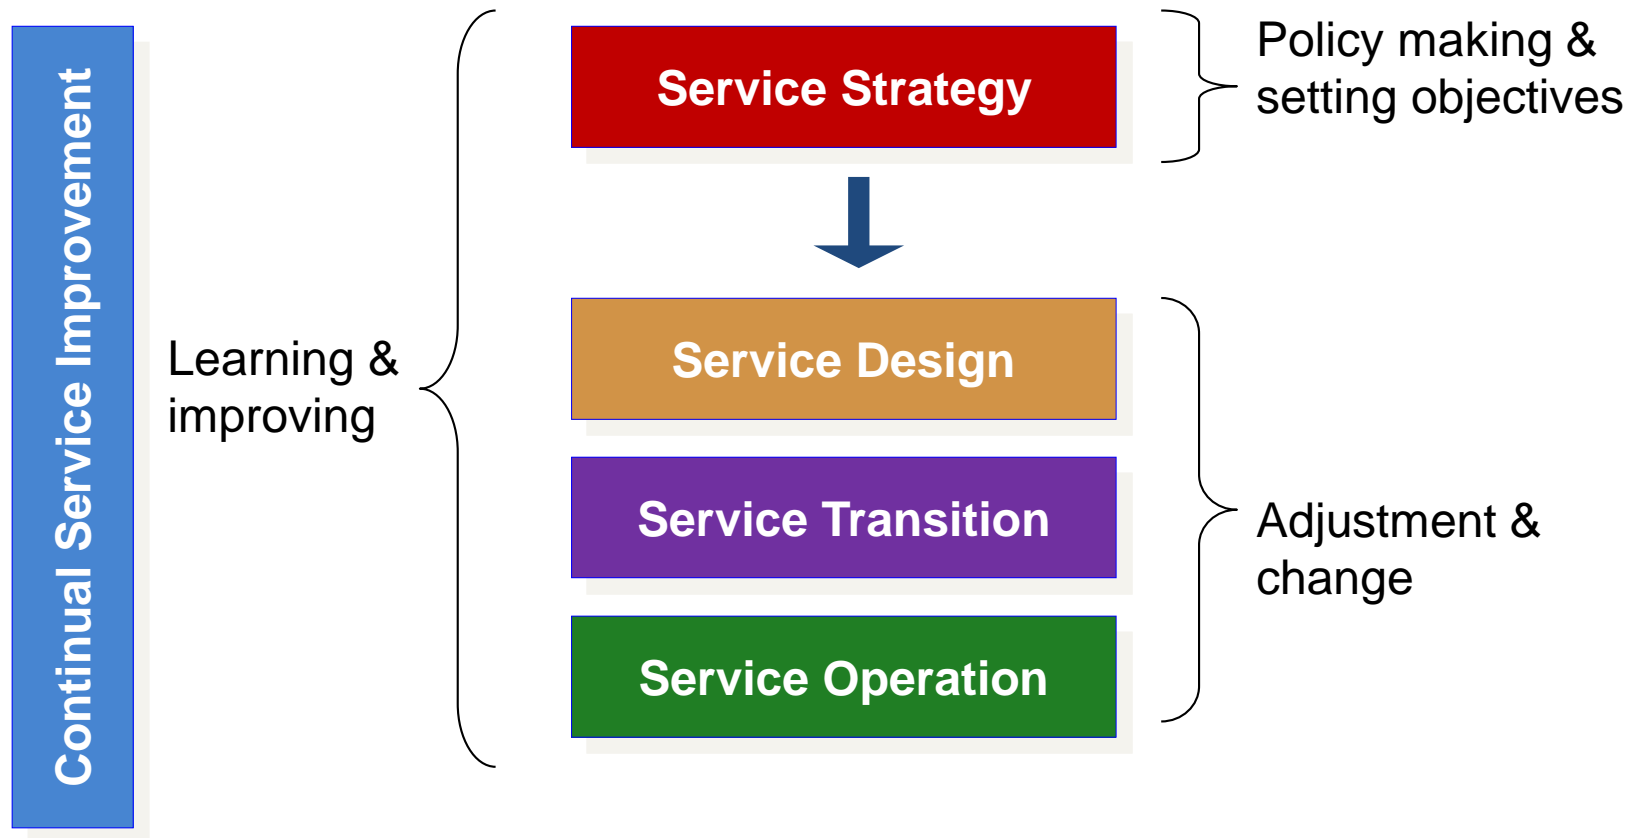 Continual Service Improvement
Learning &
improving
Service Strategy
Policy making &
setting objectives
Service Design
Service Transition
Service Operation
Adjustment &
change